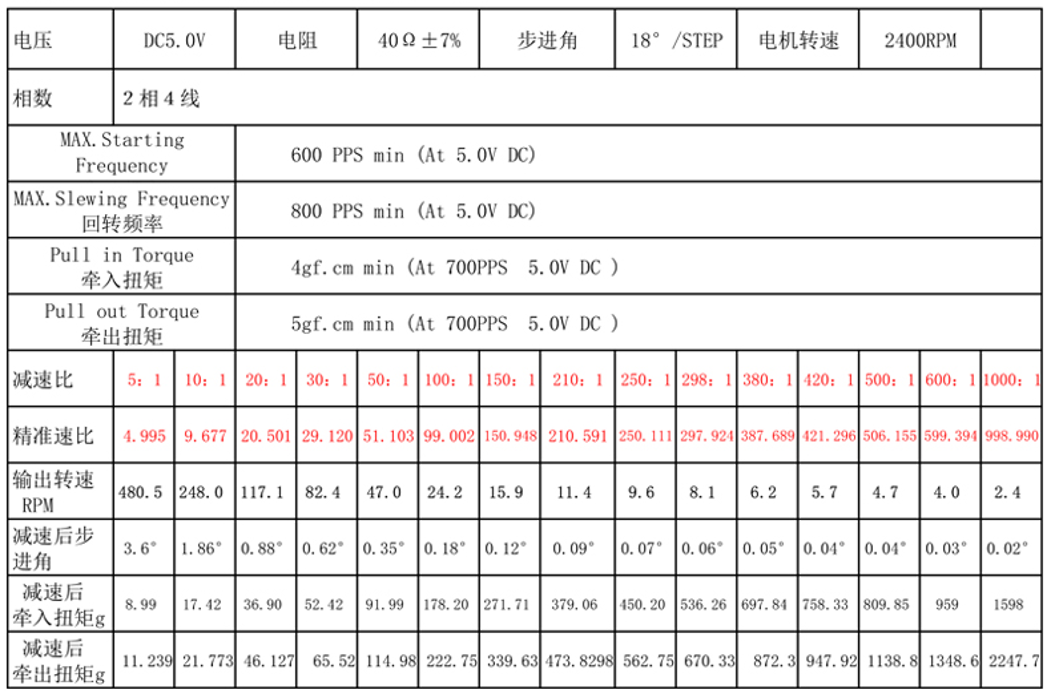 电压 DC5.0V 电阻 40Ω±7% 步进角 18°/STEP 电机转速 2400RPM
相数 2相4线
MAX.Starting
Frequency
600 PPS min (At 5.0V DC)
MAX.Slewing Frequency
回转频率
800 PPS min (At 5.0V DC)
Pull in Torque
牵入扭矩
4gf.cm min (At 700PPS 5.0V DC )
Pull out Torque
牵出扭矩
5gf.cm min (At 700PPS 5.0V DC )
减速比 5：1 10：1 20：1 30：1 50：1 100：1 150：1 210：1 250：1 298：1 380：1 420：1 500：1 600：1 1000：1
精准速比 4.995 9.677 20.501 29.120 51.103 99.002 150.948 210.591 250.111 297.924 387.689 421.296 506.155 599.394 998.990
输出转速
RPM
480.5 248.0 117.1 82.4 47.0 24.2 15.9 11.4 9.6 8.1 6.2 5.7 4.7 4.0 2.4
减速后步
进角
3.6° 1.86° 0.88° 0.62° 0.35° 0.18° 0.12° 0.09° 0.07° 0.06° 0.05° 0.04° 0.04° 0.03° 0.02°
减速后
牵入扭矩g
8.99 17.42 36.90 52.42 91.99 178.20 271.71 379.06 450.20 536.26 697.84 758.33 809.85 959 1598
减速后
牵出扭矩g
11.239 21.773 46.127 65.52 114.98 222.75 339.63 473.8298 562.75 670.33 872.3 947.92 1138.8 1348.6 2247.7